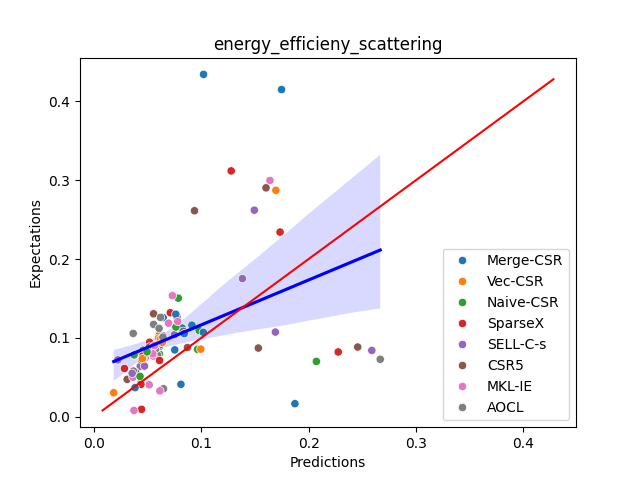 energy_efficieny_scattering
Expectations
0.4
0.3
0.2
0.1
0.0
0.0 0.1 0.2 0.3 0.4
Predictions
Merge-CSR
Vec-CSR
Naive-CSR
SparseX
SELL-C-s
CSR5
MKL-IE
AOCL